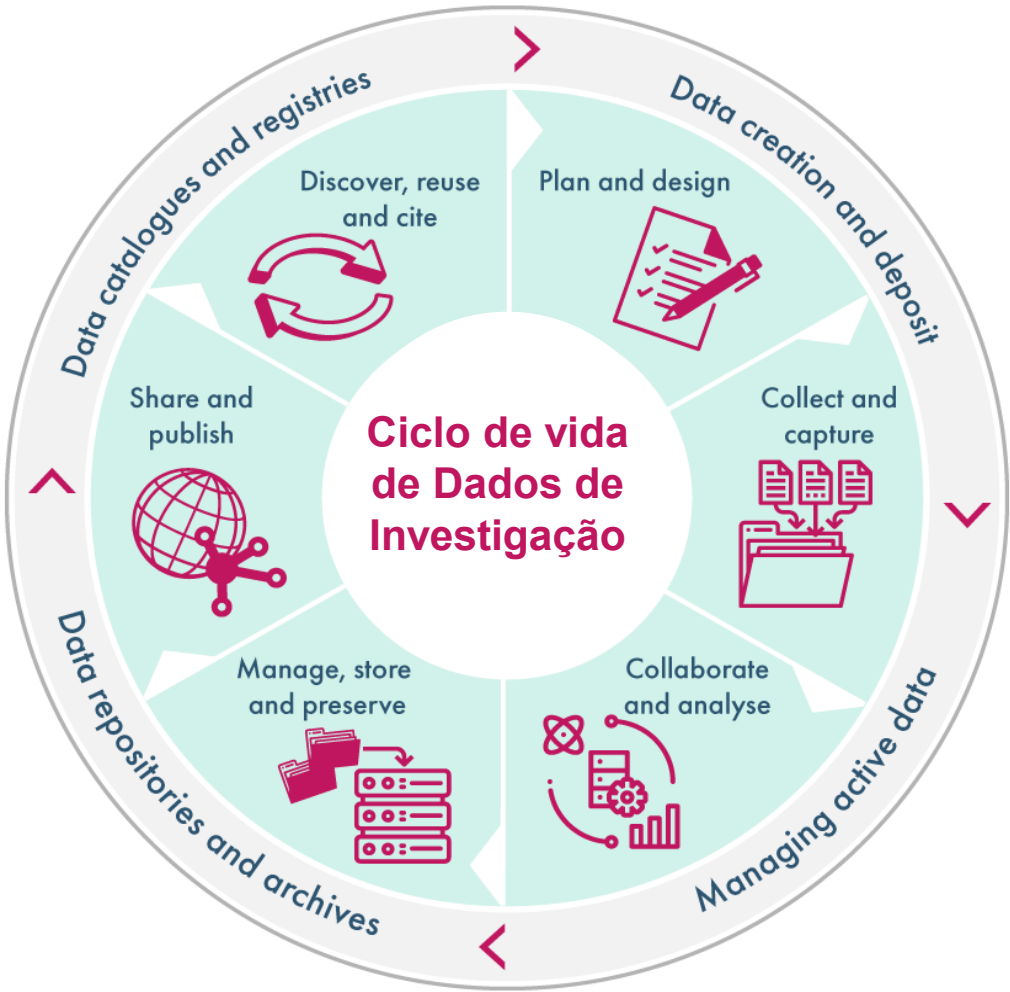 Data catalogues and registries
Data creation and deposit
Discover, reuse
and cite
Plan and design
Share and
publish
Collect and
capture
Ciclo de vida
de Dados de
Investigação
Manage, store
and preserve
Collaborate
and analyse
Data repositories and archives
Managing active data